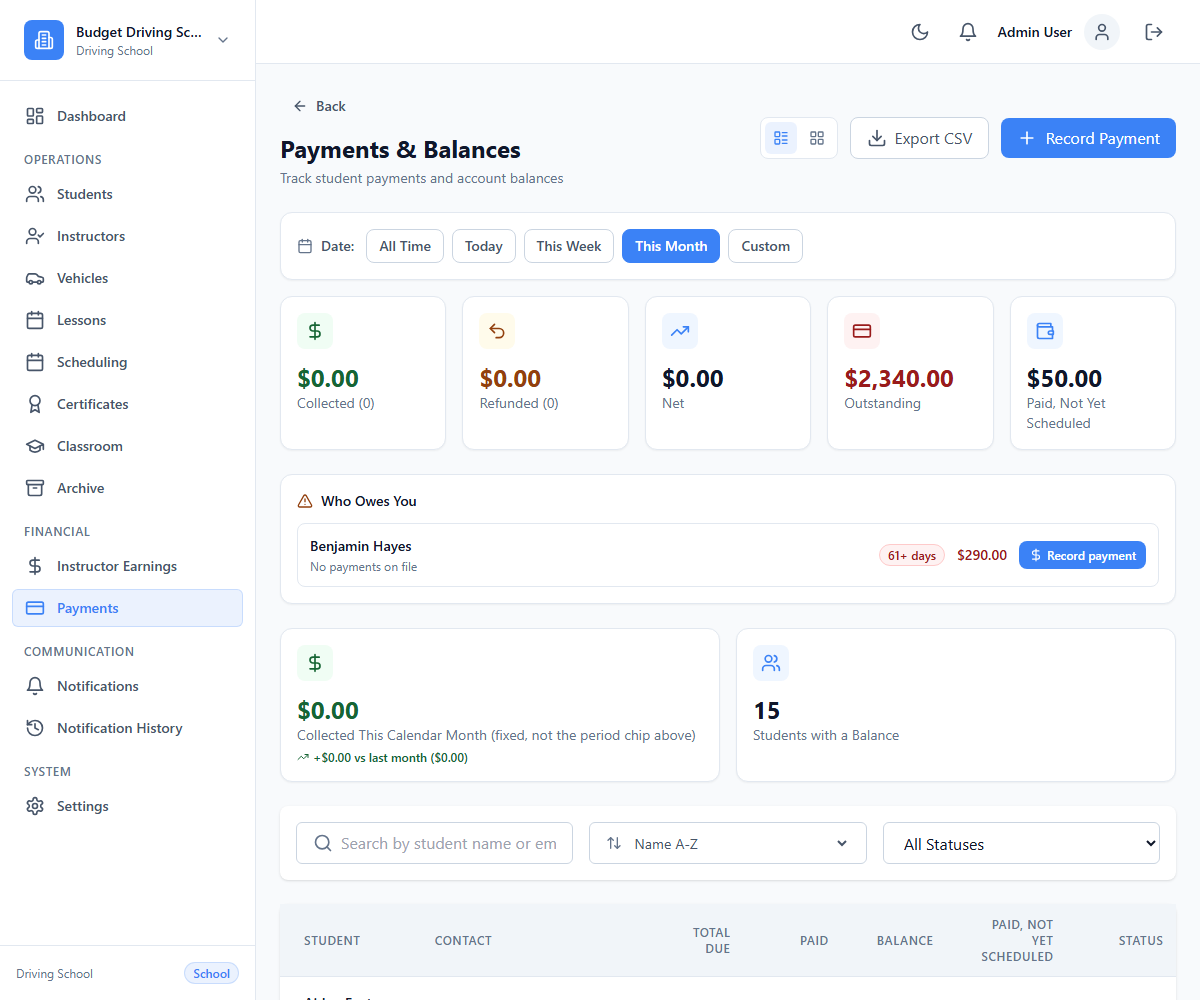 Budget Driving Sc...
Driving School
Admin User
Dashboard
OPERATIONS
Students
Instructors
Vehicles
Lessons
Scheduling
Certificates
Classroom
Archive
FINANCIAL
Instructor Earnings
Payments
COMMUNICATION
Notifications
Notification History
SYSTEM
Settings
Driving School
School
Back
Payments & Balances
Track student payments and account balances
Export CSV
Record Payment
Date:
All Time
Today
This Week
This Month
Custom
$0.00
Collected (0)
$0.00
Refunded (0)
$0.00
Net
$2,340.00
Outstanding
$50.00
Paid, Not Yet
Scheduled
Who Owes You
Benjamin Hayes
No payments on file
61+ days
$290.00
Record payment
$0.00
Collected This Calendar Month (fixed, not the period chip above)
+$0.00 vs last month ($0.00)
15
Students with a Balance
Search by student name or em
Name A-Z
All Statuses
STUDENT
CONTACT
TOTAL
DUE
PAID
BALANCE
PAID, NOT
YET
SCHEDULED
STATUS